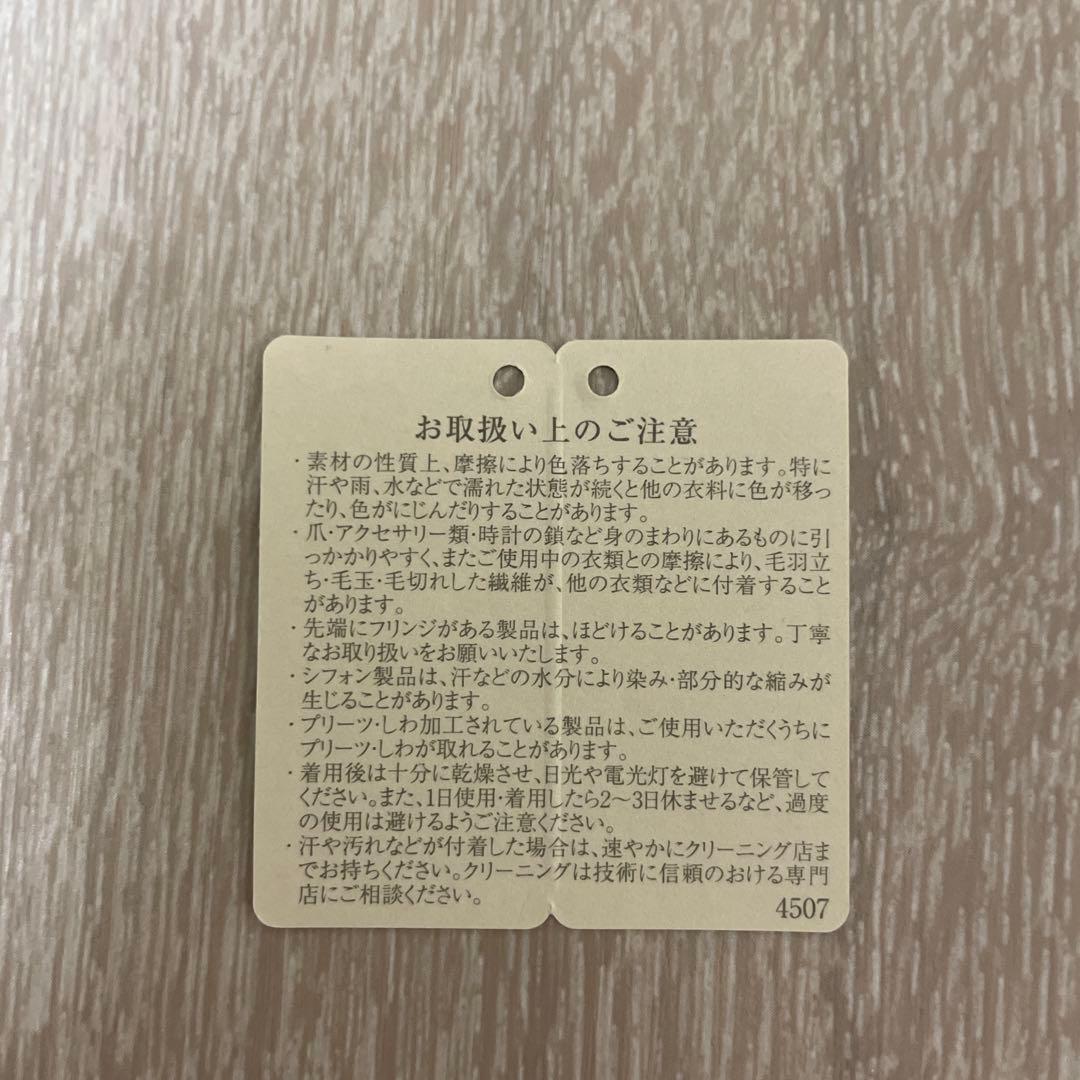 お取扱い上のご注意
・素材の性質上、摩擦により色落ちすることがあります。特に
汗や雨、水などで濡れた状態が続くと他の衣料に色が移っ
たり、色がにじんだりすることがあります。
・爪・アクセサリー類・時計の鎖など身のまわりにあるものに引
っかかりやすく、またご使用中の衣類との摩擦により、毛羽立
ち・毛玉・毛切れした繊維が、他の衣類などに付着すること
があります。
・先端にフリンジがある製品は、ほどけることがあります。丁寧
なお取り扱いをお願いいたします。
・シフォン製品は、汗などの水分により染み・部分的な縮みが
生じることがあります。
・プリーツ・しわ加工されている製品は、ご使用いただくうちに
プリーツ・しわが取れることがあります。
・着用後は十分に乾燥させ、日光や電光灯を避けて保管して
ください。また、1日使用・着用したら2〜3日休ませるなど、過度
の使用は避けるようご注意ください。
・汗や汚れなどが付着した場合は、速やかにクリーニング店ま
でお持ちください。クリーニングは技術に信頼のおける専門
店にご相談ください。
4507